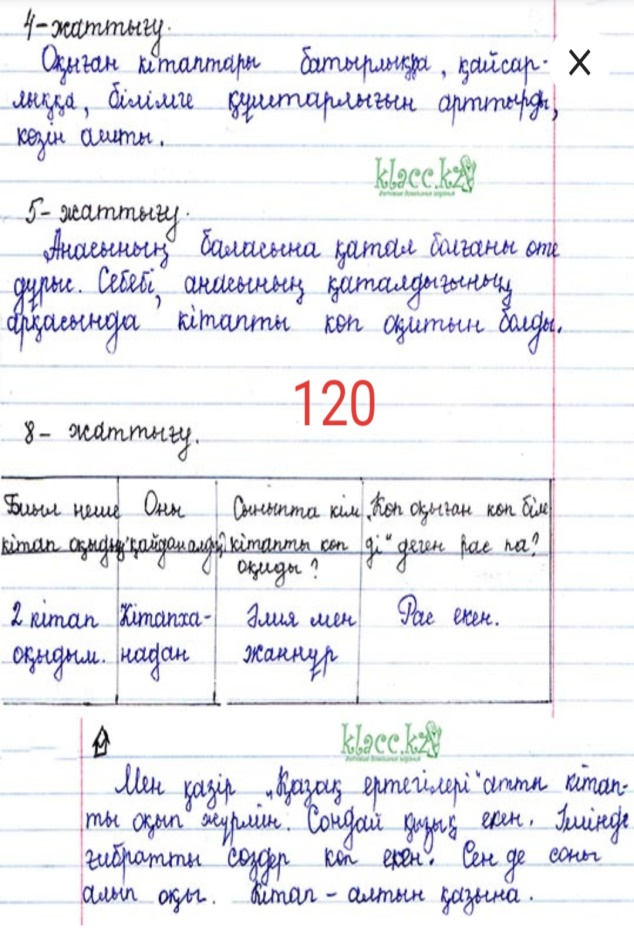 4-жаттығу.
Оқыған кітаптары батырлыққа, қайсар-
лыққа, білімге құштарлығын арттырды,
көзін ашты.
klacc.kz
5- жаттығу.
Анасының баласына қатал болғаны өте
дұрыс. Себебі, анасының қаталдығының
арқасында кітапты көп оқитын болды.
120
8- жаттығу.
Биыл неше Оны Сыныпта кім „Көп оқыған көп біле
кітап оқыды? қайдан алды? кітапты көп ді" деген рас па?
оқиды?
2 кітап Кітапха- Әлия мен Рас екен.
оқыдым. надан Жаннұр
klacc.kz
Мен қазір „Қазақ ертегілері" атты кітап-
ты оқып жүрмін. Сондай қызық екен. Ішінде
ғибратты сөздер көп екен. Сен де соны
алып оқы. Кітап - алтын қазына.